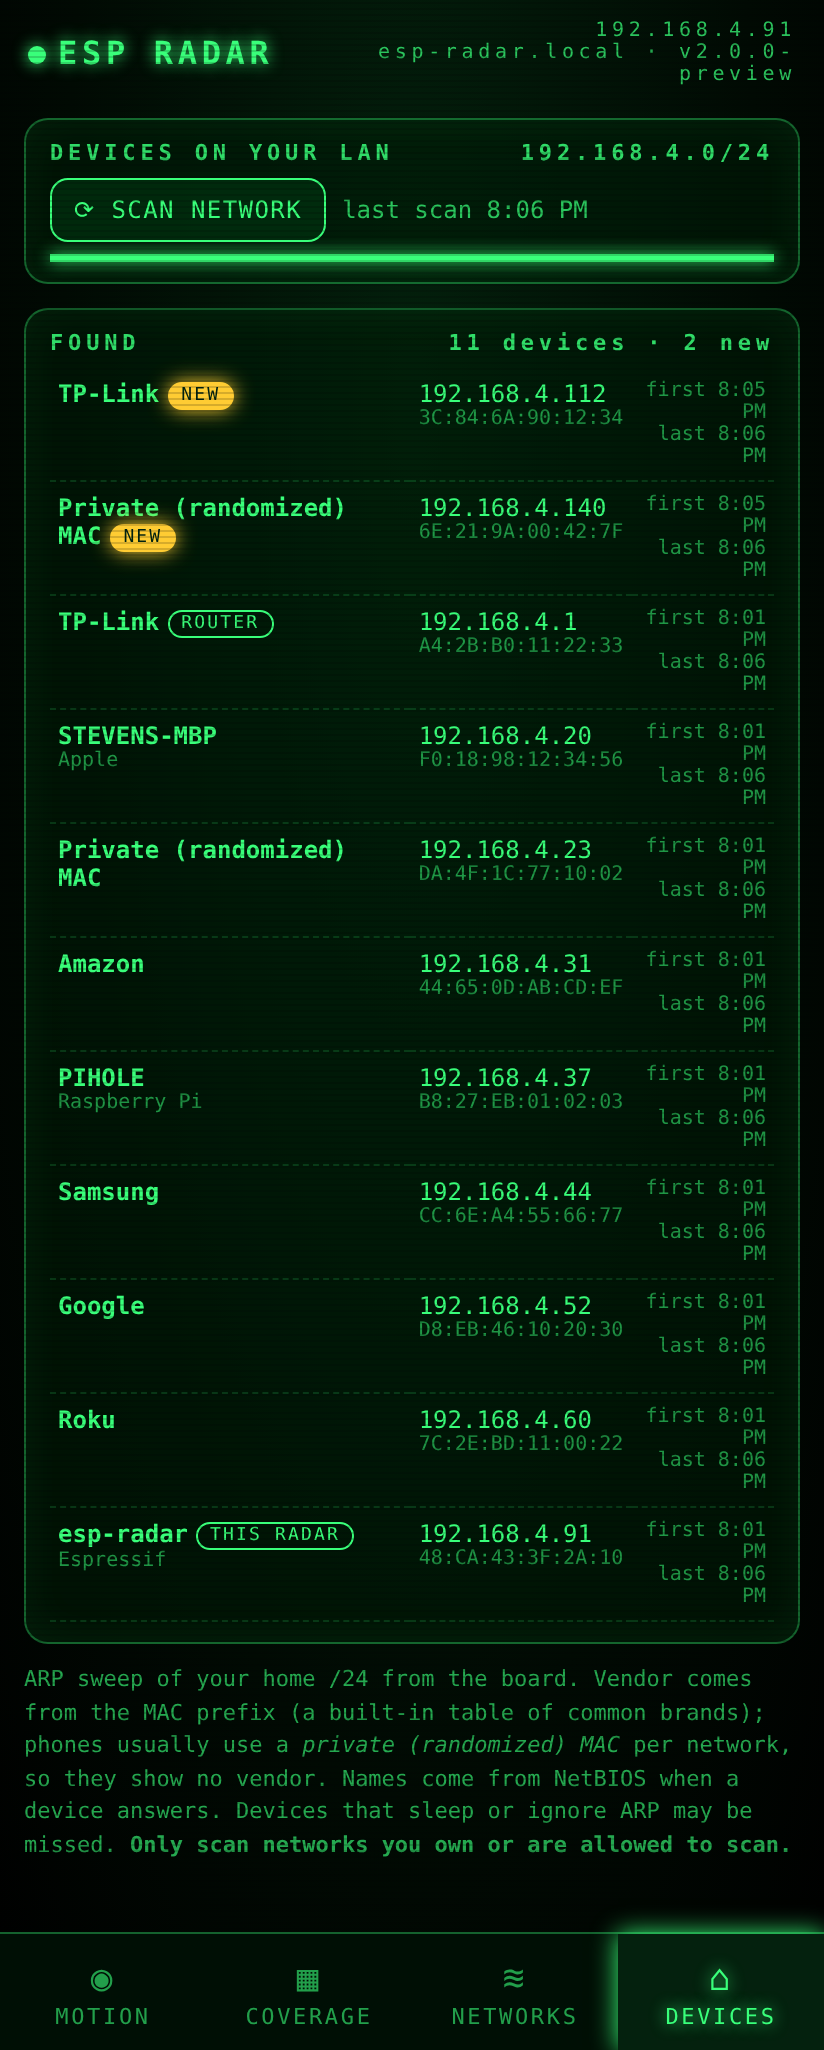 ● ESP RADAR
192.168.4.91
esp-radar.local · v2.0.0-
preview
DEVICES ON YOUR LAN 192.168.4.0/24
⟳ SCAN NETWORK last scan 8:06 PM
FOUND 11 devices · 2 new
TP-Link NEW 192.168.4.112 first 8:05
3C:84:6A:90:12:34 PM
last 8:06
PM
Private (randomized) 192.168.4.140 first 8:05
MAC NEW 6E:21:9A:00:42:7F PM
last 8:06
PM
TP-Link ROUTER 192.168.4.1 first 8:01
A4:2B:B0:11:22:33 PM
last 8:06
PM
STEVENS-MBP 192.168.4.20 first 8:01
Apple F0:18:98:12:34:56 PM
last 8:06
PM
Private (randomized) 192.168.4.23 first 8:01
MAC DA:4F:1C:77:10:02 PM
last 8:06
PM
Amazon 192.168.4.31 first 8:01
44:65:0D:AB:CD:EF PM
last 8:06
PM
PIHOLE 192.168.4.37 first 8:01
Raspberry Pi B8:27:EB:01:02:03 PM
last 8:06
PM
Samsung 192.168.4.44 first 8:01
CC:6E:A4:55:66:77 PM
last 8:06
PM
Google 192.168.4.52 first 8:01
D8:EB:46:10:20:30 PM
last 8:06
PM
Roku 192.168.4.60 first 8:01
7C:2E:BD:11:00:22 PM
last 8:06
PM
esp-radar THIS RADAR 192.168.4.91 first 8:01
Espressif 48:CA:43:3F:2A:10 PM
last 8:06
PM
ARP sweep of your home /24 from the board. Vendor comes
from the MAC prefix (a built-in table of common brands);
phones usually use a private (randomized) MAC per network,
so they show no vendor. Names come from NetBIOS when a
device answers. Devices that sleep or ignore ARP may be
missed. Only scan networks you own or are allowed to scan.
MOTION COVERAGE NETWORKS DEVICES